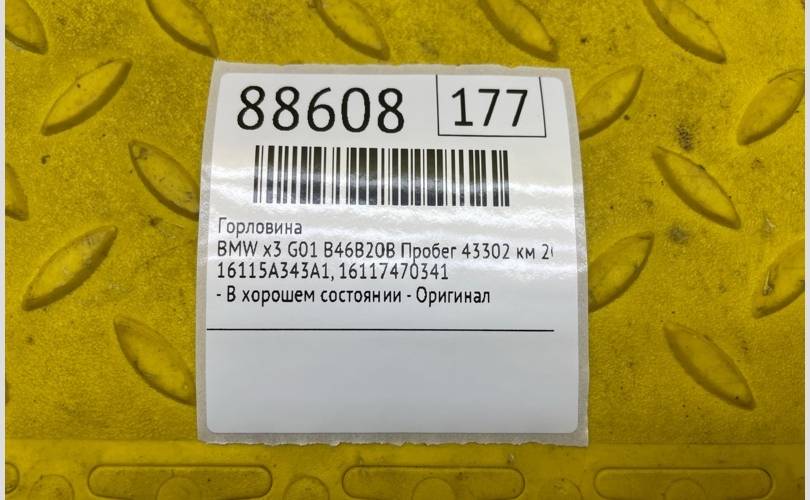 88608
177
Горловина
BMW x3 G01 B46B20B Пробег 43302 км
16115A343A1, 16117470341
- В хорошем состоянии - Оригинал